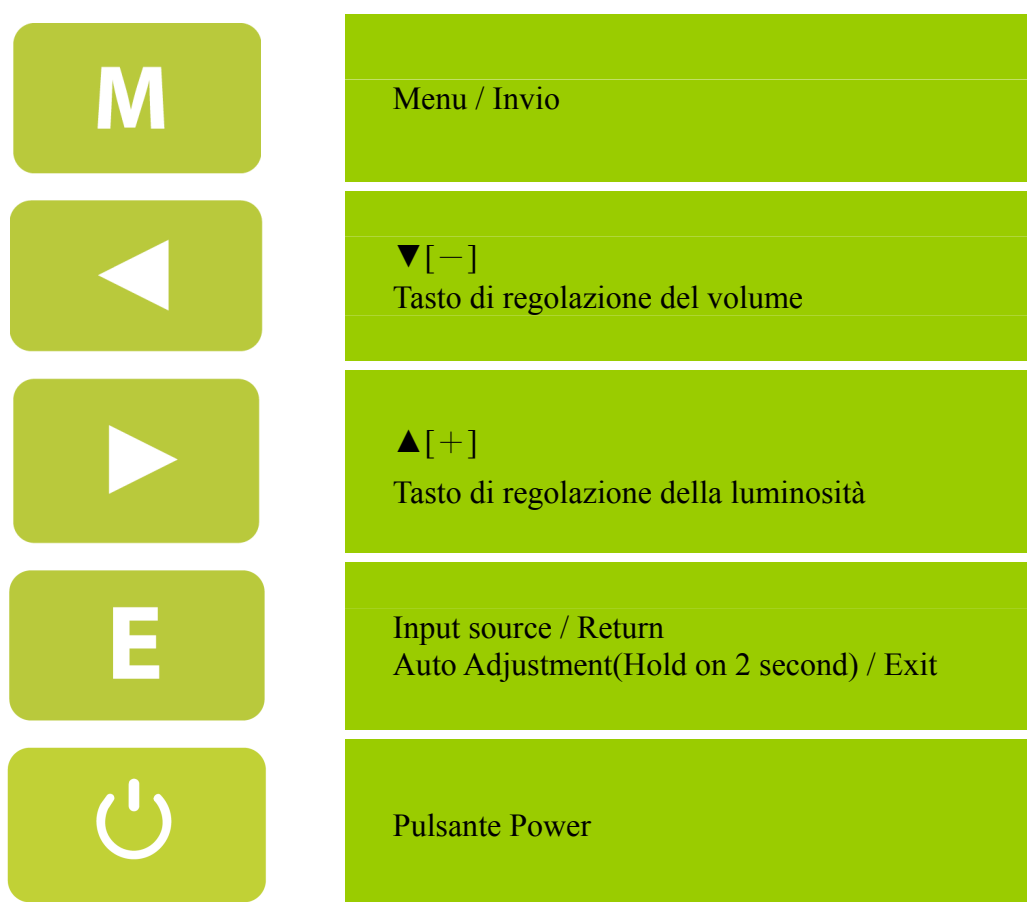 M
Menu / Invio
▼[－]
Tasto di regolazione del volume
▲[＋]
Tasto di regolazione della luminosità
E
Input source / Return
Auto Adjustment(Hold on 2 second) / Exit
Pulsante Power